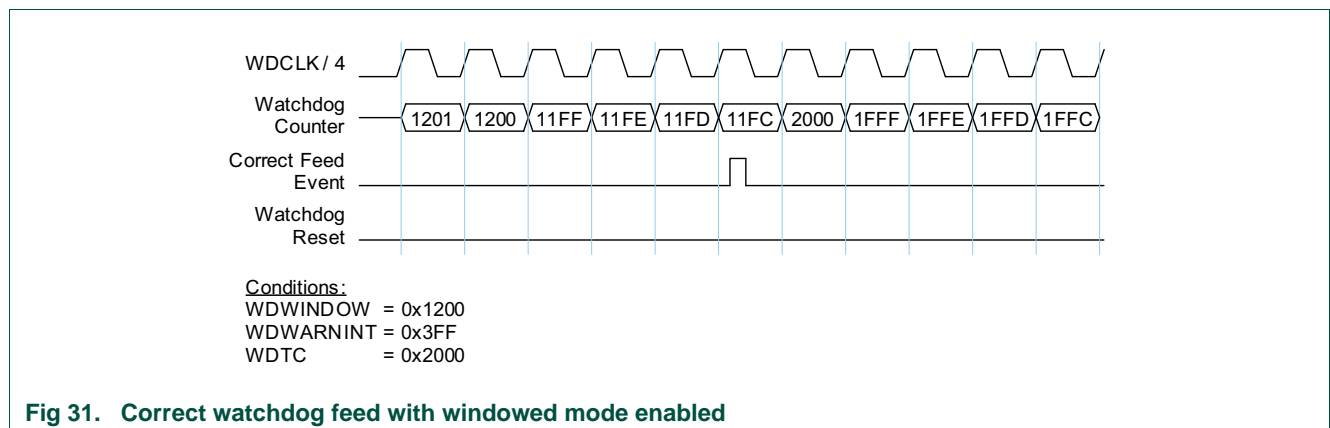 WDCLK / 4
Watchdog
Counter
1201 1200 11FF 11FE 11FD 11FC 2000 1FFF 1FFE 1FFD 1FFC
Correct Feed
Event
Watchdog
Reset
Conditions:
WDWINDOW = 0x1200
WDWARNINT = 0x3FF
WDTC = 0x2000
Fig 31. Correct watchdog feed with windowed mode enabled